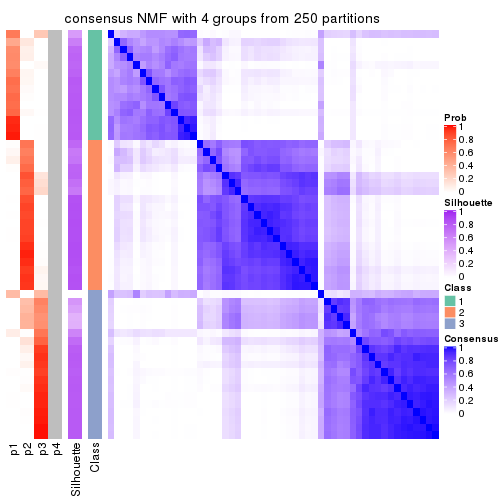 consensus NMF with 4 groups from 250 partitions
Prob
1
0.8
0.6
0.4
0.2
0
Silhouette
1
0.8
0.6
0.4
0.2
0
Class
1
2
3
Consensus
1
0.8
0.6
0.4
0.2
0
p1
p2
p3
p4
Silhouette
Class